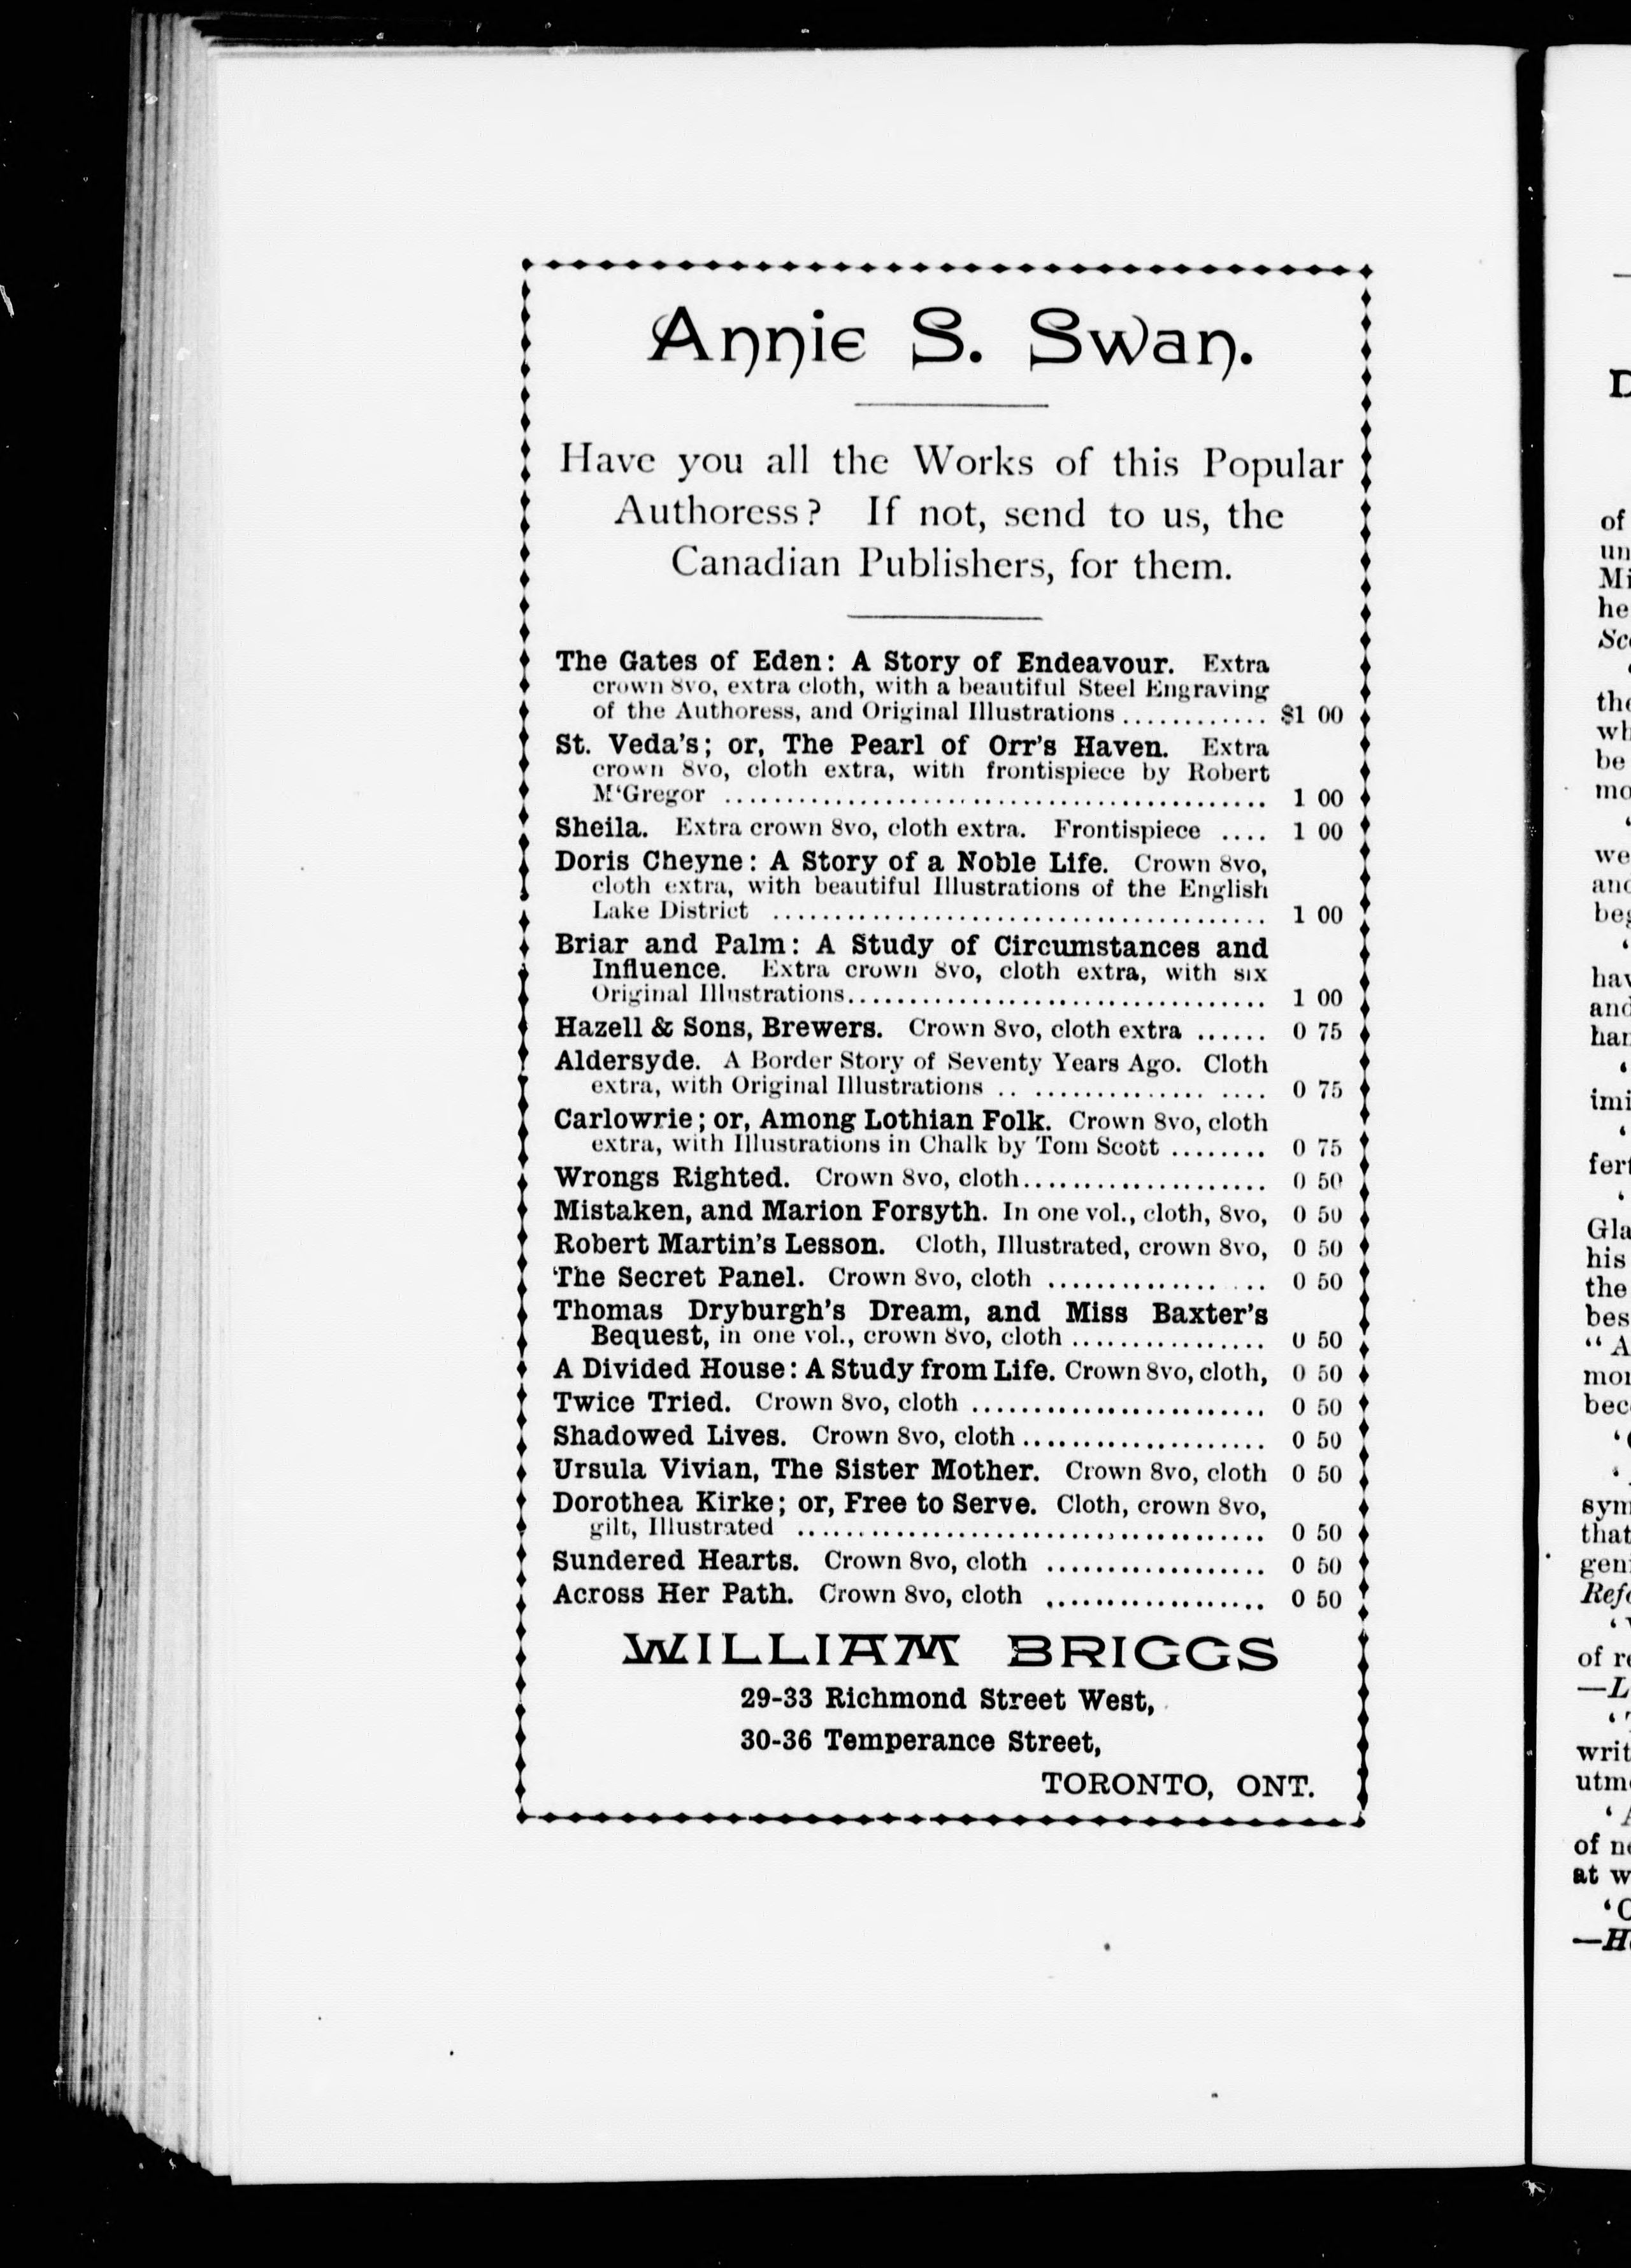 Annie S. Swan.
Have you all the Works of this Popular
Authoress? If not, send to us, the
Canadian Publishers, for them.
The Gates of Eden: A Story of Endeavour. Extra
crown 8vo, extra cloth, with a beautiful Steel Engraving
of the Authoress, and Original Illustrations ............ $1 00
St. Veda's; or, The Pearl of Orr's Haven. Extra
crown 8vo, cloth extra, with frontispiece by Robert
M'Gregor ............................................ 1 00
Sheila. Extra crown 8vo, cloth extra. Frontispiece .... 1 00
Doris Cheyne: A Story of a Noble Life. Crown 8vo,
cloth extra, with beautiful Illustrations of the English
Lake District ........................................ 1 00
Briar and Palm: A Study of Circumstances and
Influence. Extra crown 8vo, cloth extra, with six
Original Illustrations.................................. 1 00
Hazell & Sons, Brewers. Crown 8vo, cloth extra ...... 0 75
Aldersyde. A Border Story of Seventy Years Ago. Cloth
extra, with Original Illustrations .. .............. .... 0 75
Carlowrie; or, Among Lothian Folk. Crown 8vo, cloth
extra, with Illustrations in Chalk by Tom Scott ........ 0 75
Wrongs Righted. Crown 8vo, cloth.................... 0 50
Mistaken, and Marion Forsyth. In one vol., cloth, 8vo, 0 50
Robert Martin's Lesson. Cloth, Illustrated, crown 8vo, 0 50
The Secret Panel. Crown 8vo, cloth .................. 0 50
Thomas Dryburgh's Dream, and Miss Baxter's
Bequest, in one vol., crown 8vo, cloth ................ 0 50
A Divided House: A Study from Life. Crown 8vo, cloth, 0 50
Twice Tried. Crown 8vo, cloth ........................ 0 50
Shadowed Lives. Crown 8vo, cloth .................... 0 50
Ursula Vivian, The Sister Mother. Crown 8vo, cloth 0 50
Dorothea Kirke; or, Free to Serve. Cloth, crown 8vo,
gilt, Illustrated ...................................... 0 50
Sundered Hearts. Crown 8vo, cloth .................. 0 50
Across Her Path. Crown 8vo, cloth .................. 0 50
WILLIAM BRIGGS
29-33 Richmond Street West,
30-36 Temperance Street,
TORONTO, ONT.